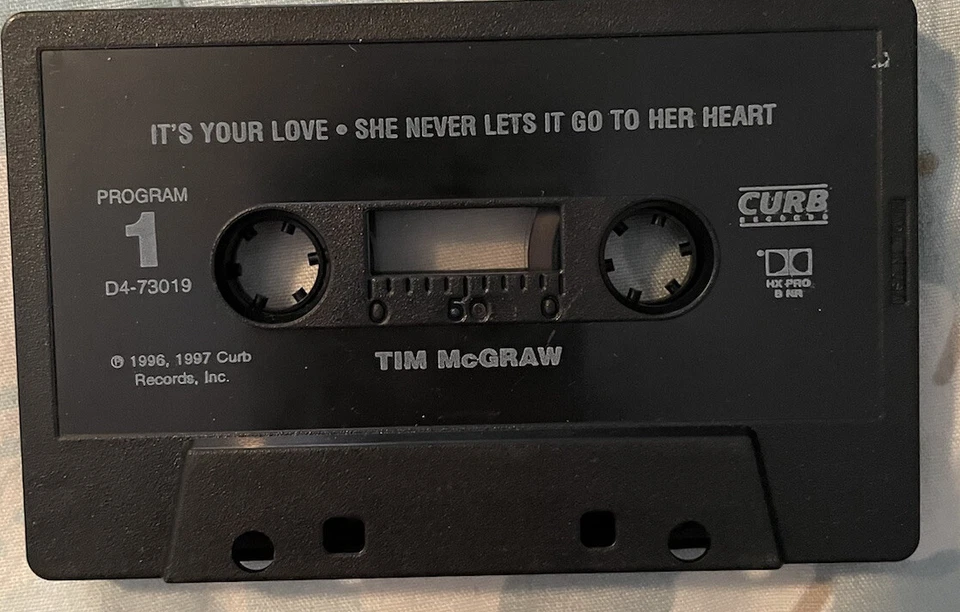 IT'S YOUR LOVE • SHE NEVER LETS IT GO TO HER HEART
PROGRAM
1
D4-73019
CURB
RECORDS
HX PRO
B NR
0 50 0
℗ 1996, 1997 Curb
Records, Inc.
TIM McGRAW